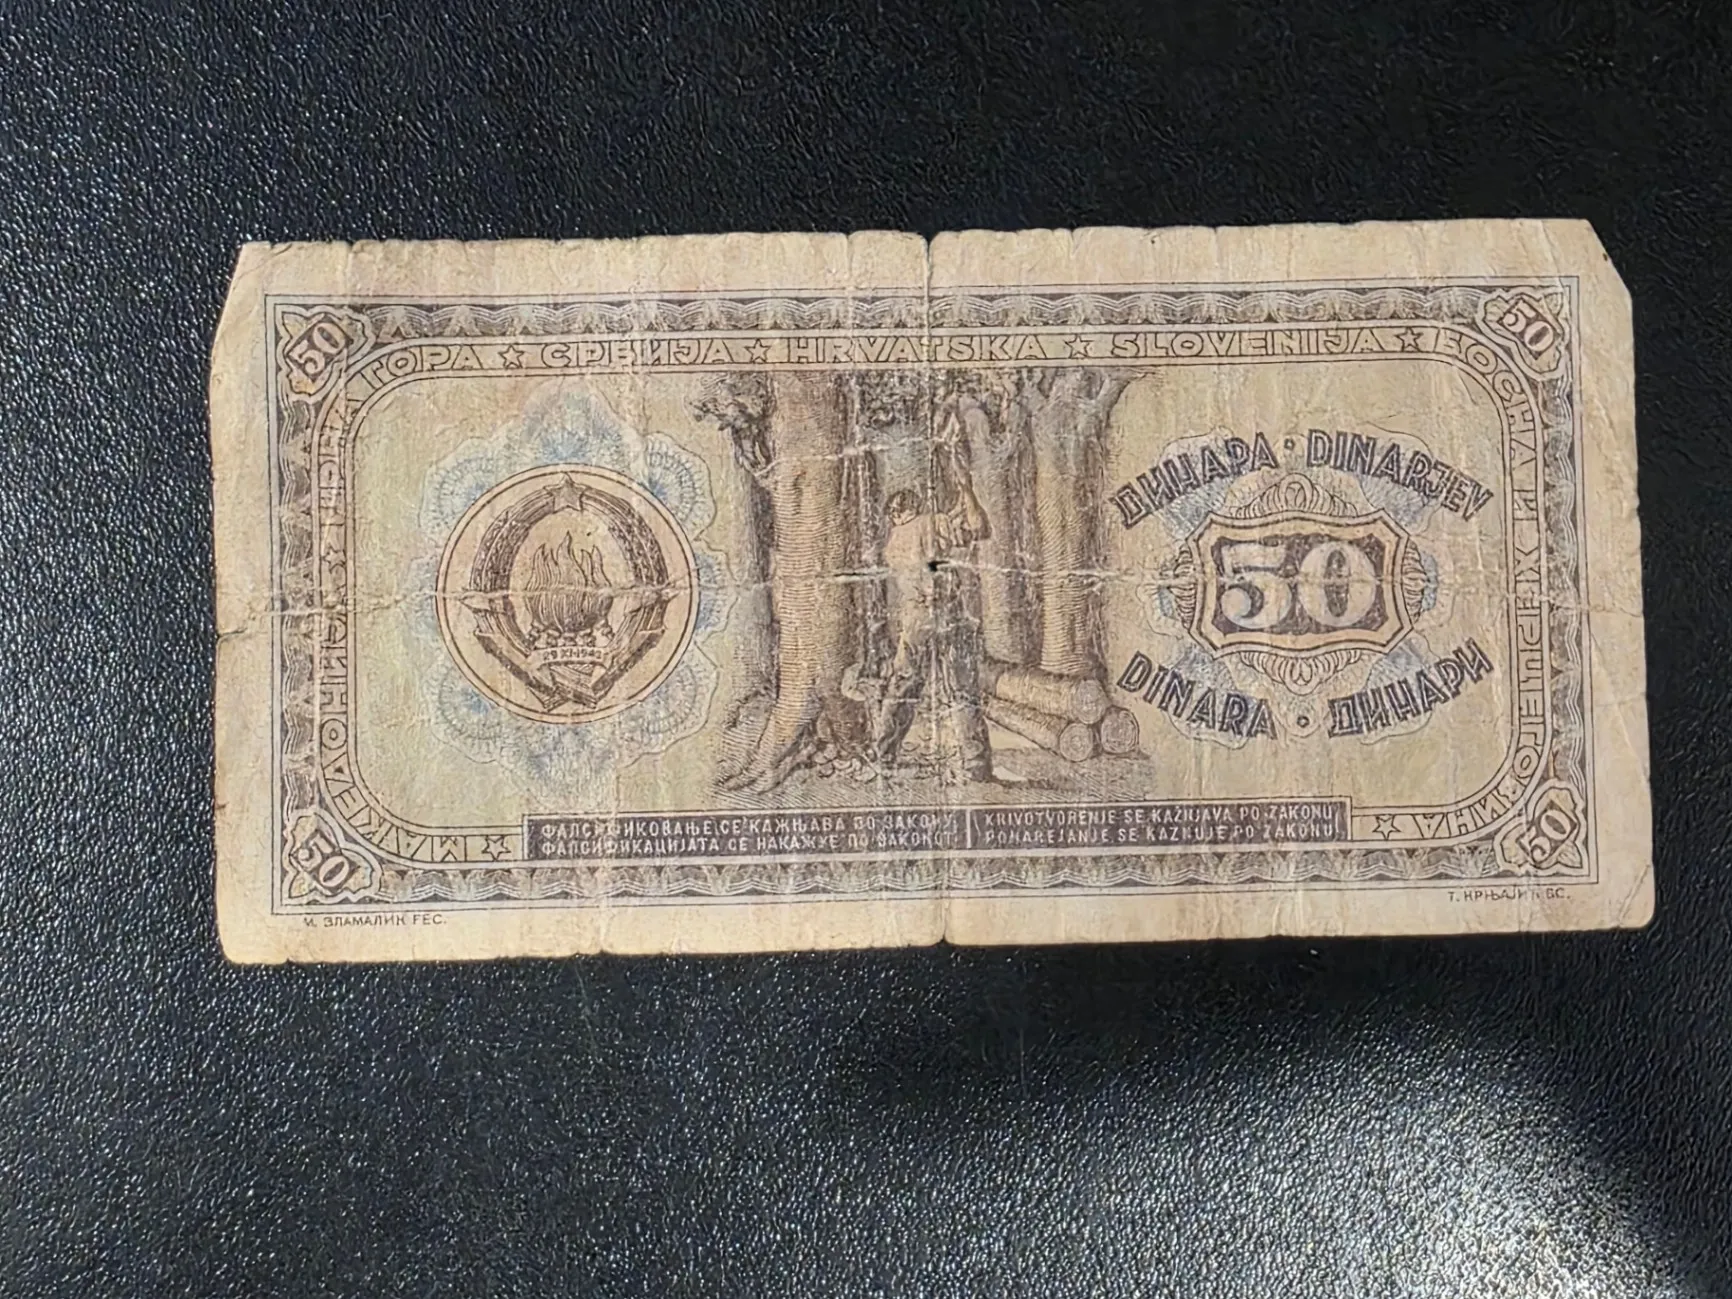 50
50
ЦРНА ГОРА ★ СРБИЈА ★ HRVATSKA ★ SLOVENIJA ★ БОСНА И ХЕРЦЕГОВИНА ★
МАКЕДОНИЈА ★
ДИНАРА · DINARJEV
50
DINARA · ДИНАРИ
29·XI·1943
ФАЛСИФИКОВАЊЕ СЕ КАЖЊАВА ПО ЗАКОНУ
ФАЛСИФИКАЦИЈАТА СЕ НАКАЖУЕ ПО ЗАКОНОТ
KRIVOTVORENJE SE KAŽNJAVA PO ZAKONU
PONAREJANJE SE KAZNUJE PO ZAKONU
50
50
И. ЗЛАМАЛИК FEC.
Т. КРЊАЈИЋ